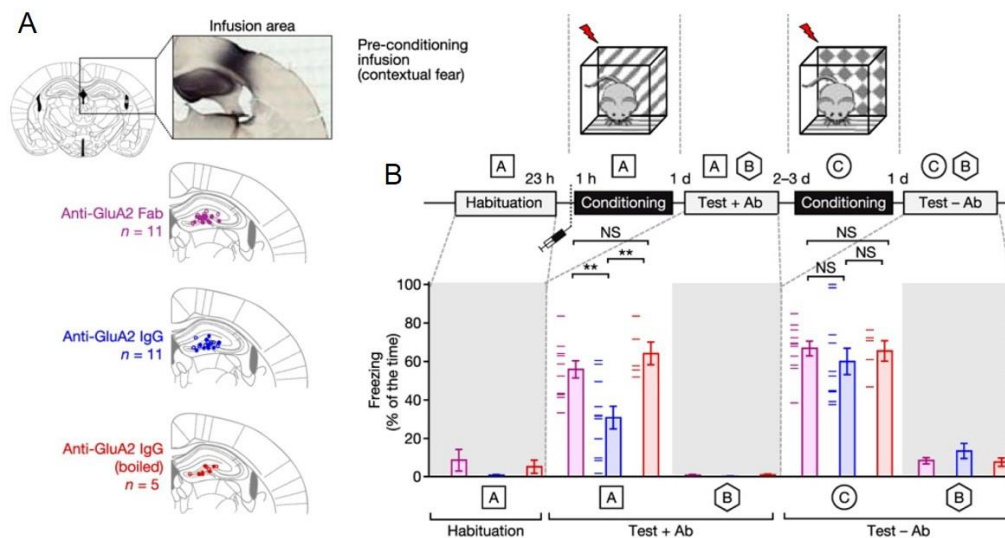 A
Infusion area
Pre-conditioning
infusion
(contextual fear)
Anti-GluA2 Fab
n = 11
Anti-GluA2 IgG
n = 11
Anti-GluA2 IgG
(boiled)
n = 5
B
A A A B C C B
23 h 1 h 1 d 2–3 d 1 d
Habituation Conditioning Test + Ab Conditioning Test – Ab
NS NS
** ** NS NS
Freezing
(% of the time)
100
80
60
40
20
0
A A B C B
Habituation Test + Ab Test – Ab